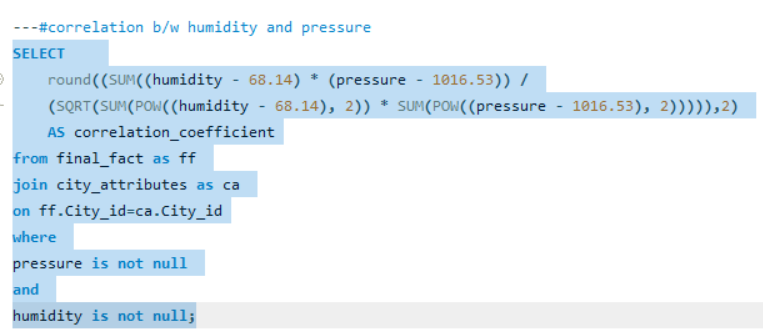 ---#correlation b/w humidity and pressure
SELECT
round((SUM((humidity - 68.14) * (pressure - 1016.53)) /
(SQRT(SUM(POW((humidity - 68.14), 2)) * SUM(POW((pressure - 1016.53), 2))))),2)
AS correlation_coefficient
from final_fact as ff
join city_attributes as ca
on ff.City_id=ca.City_id
where
pressure is not null
and
humidity is not null;